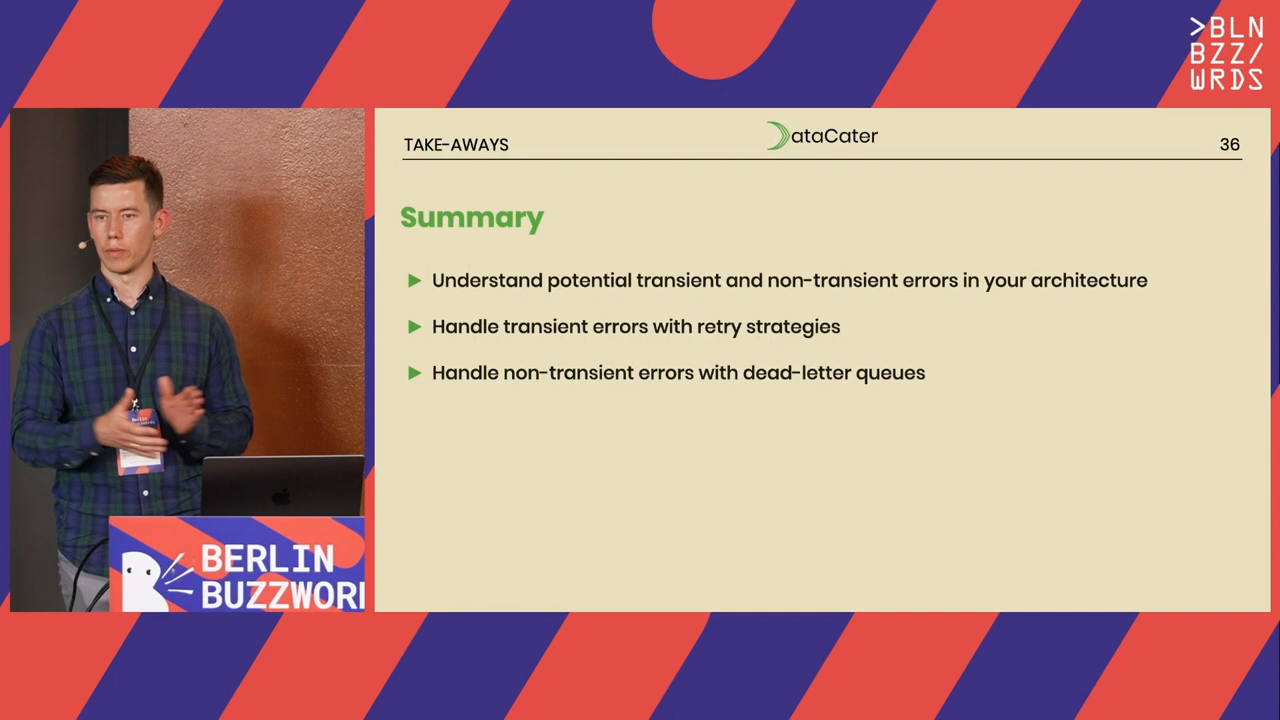 >BLN
BZZ/
WRDS
TAKE-AWAYS
DataCater
36
Summary
Understand potential transient and non-transient errors in your architecture
Handle transient errors with retry strategies
Handle non-transient errors with dead-letter queues
BERLIN
BUZZWOR